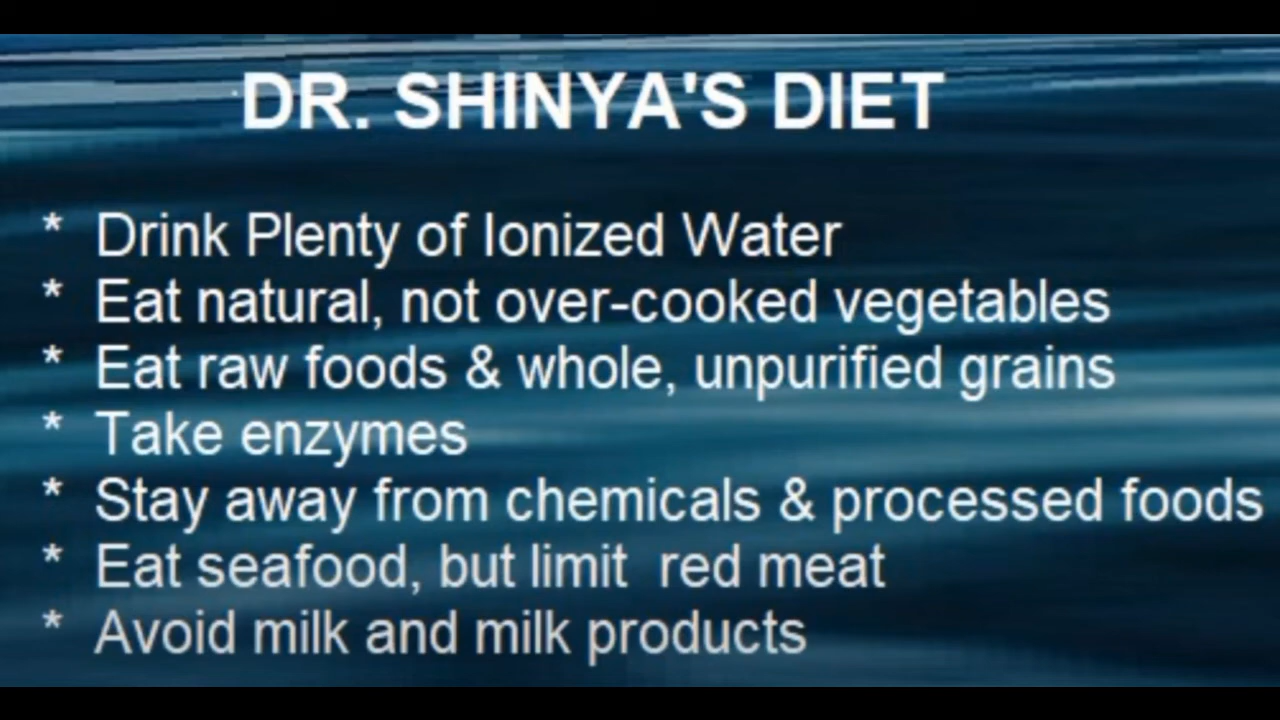 DR. SHINYA'S DIET
* Drink Plenty of Ionized Water
* Eat natural, not over-cooked vegetables
* Eat raw foods & whole, unpurified grains
* Take enzymes
* Stay away from chemicals & processed foods
* Eat seafood, but limit red meat
* Avoid milk and milk products